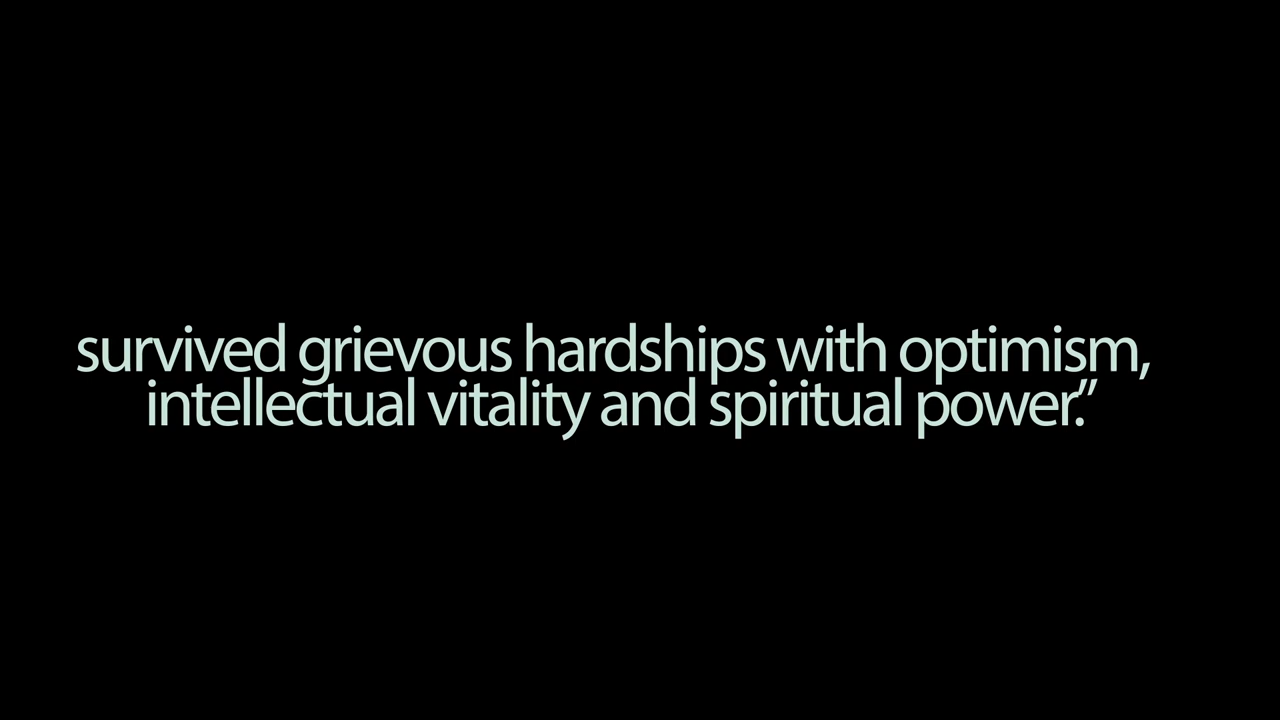 survived grievous hardships with optimism,
intellectual vitality and spiritual power.”